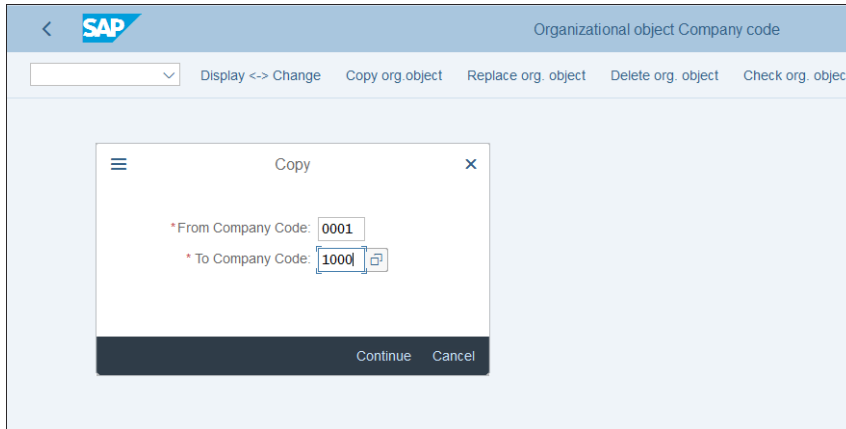 SAP Organizational object Company code
Display <-> Change Copy org.object Replace org. object Delete org. object Check org. objec
Copy
*From Company Code: 0001
* To Company Code: 1000
Continue Cancel